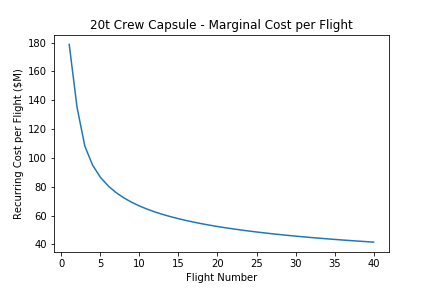 20t Crew Capsule - Marginal Cost per Flight
Recurring Cost per Flight ($M)
180
160
140
120
100
80
60
40
0 5 10 15 20 25 30 35 40
Flight Number